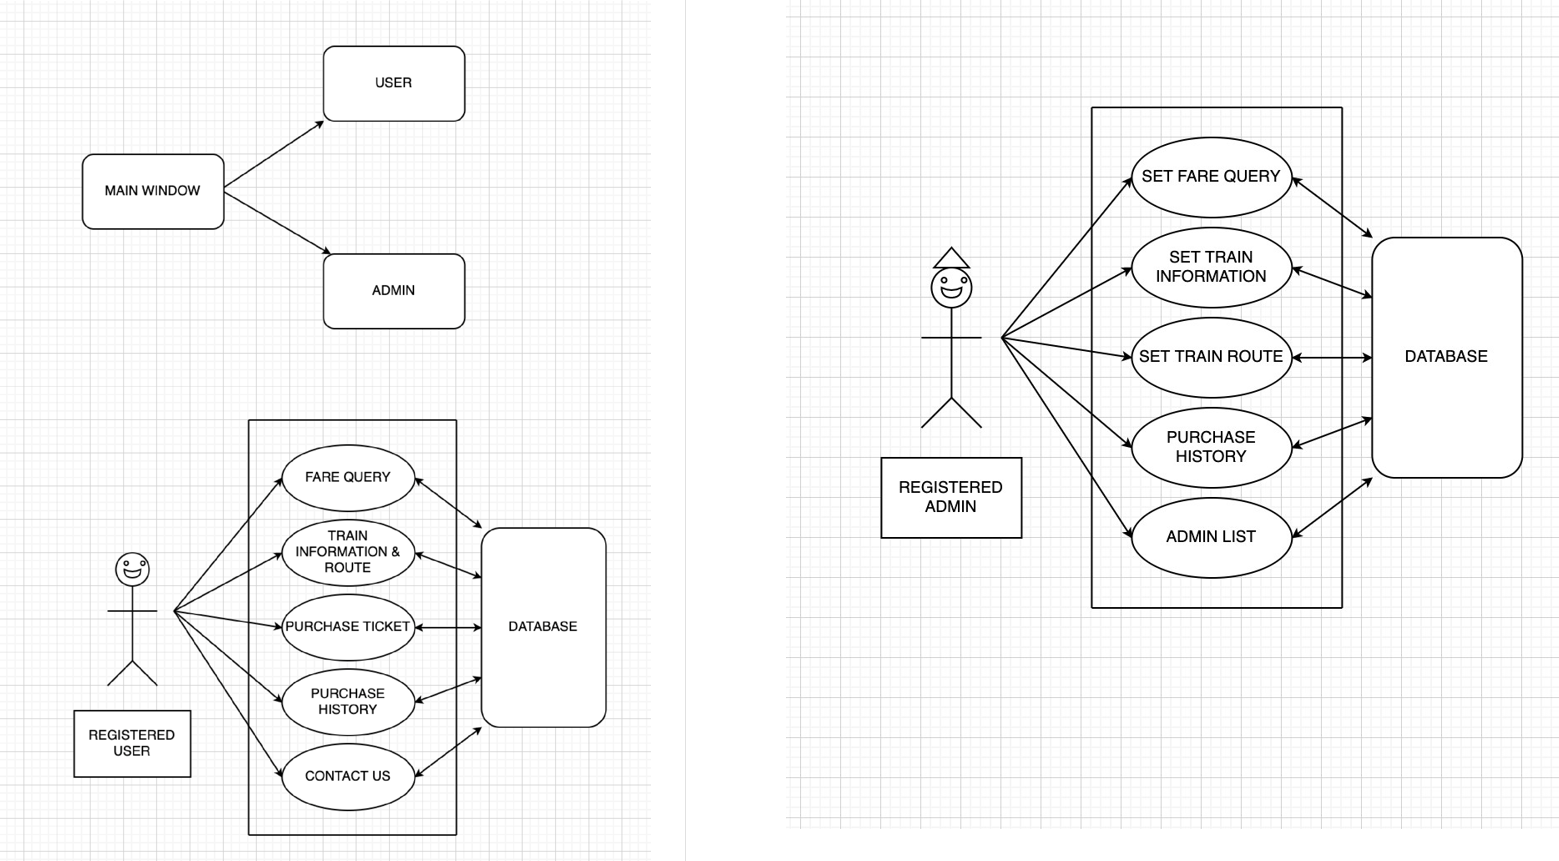 USER
MAIN WINDOW
ADMIN
FARE QUERY
TRAIN
INFORMATION &
ROUTE
PURCHASE TICKET
PURCHASE
HISTORY
CONTACT US
DATABASE
REGISTERED
USER
SET FARE QUERY
SET TRAIN
INFORMATION
SET TRAIN ROUTE
PURCHASE
HISTORY
ADMIN LIST
DATABASE
REGISTERED
ADMIN